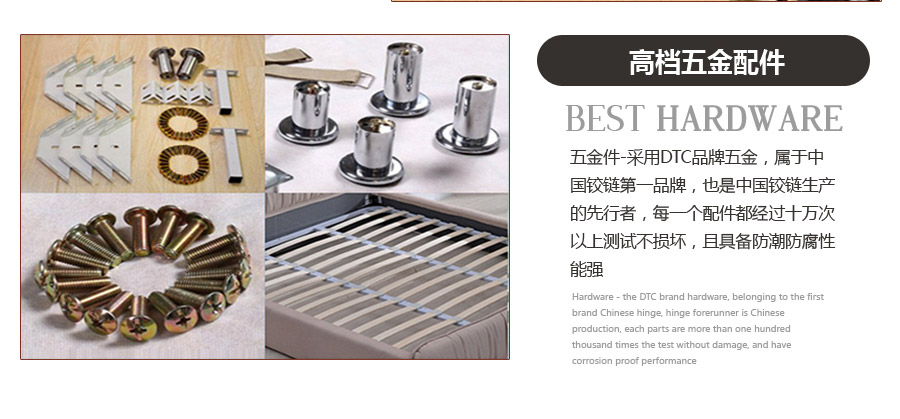 高档五金配件
BEST HARDWARE
五金件-采用DTC品牌五金，属于中
国铰链第一品牌，也是中国铰链生产
的先行者，每一个配件都经过十万次
以上测试不损坏，且具备防潮防腐性
能强
Hardware - the DTC brand hardware, belonging to the first
brand Chinese hinge, hinge forerunner is Chinese
production, each parts are more than one hundred
thousand times the test without damage, and have
corrosion proof performance